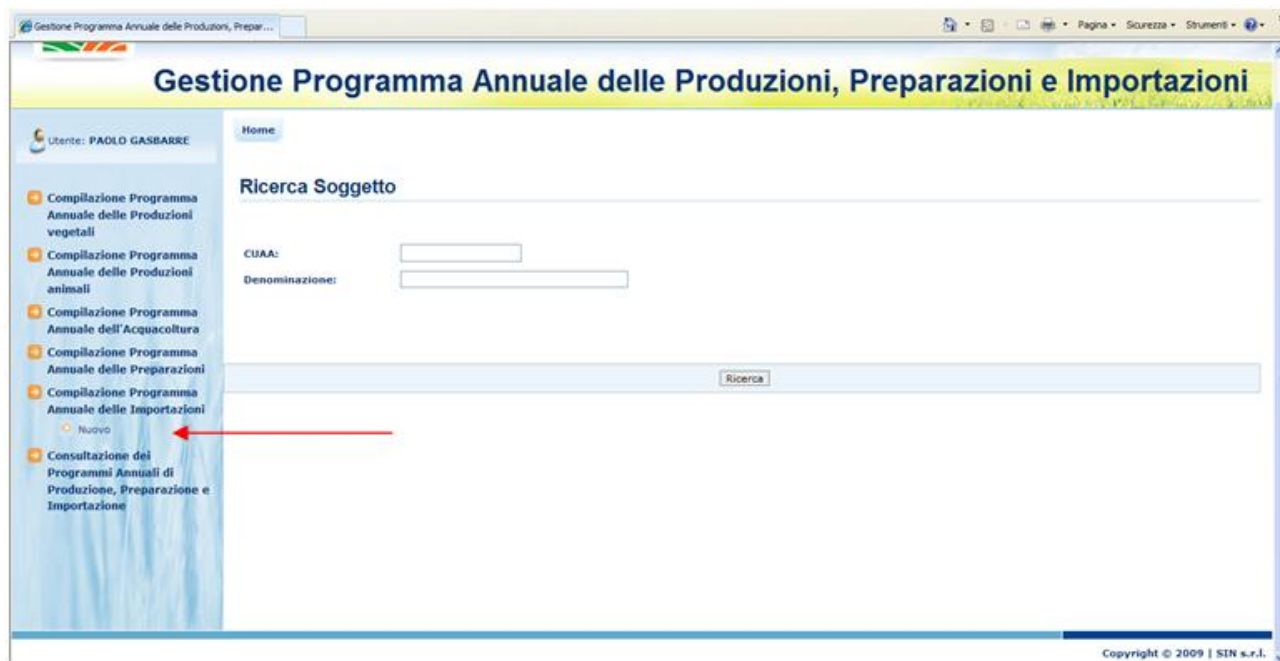 Gestione Programma Annuale delle Produzioni, Prepar...
Pagina Sicurezza Strumenti
Gestione Programma Annuale delle Produzioni, Preparazioni e Importazioni
Utente: PAOLO GASBARRE
Home
Ricerca Soggetto
Compilazione Programma
Annuale delle Produzioni
vegetali
Compilazione Programma
Annuale delle Produzioni
animali
Compilazione Programma
Annuale dell'Acquacoltura
Compilazione Programma
Annuale delle Preparazioni
Compilazione Programma
Annuale delle Importazioni
Nuovo
Consultazione dei
Programmi Annuali di
Produzione, Preparazione e
Importazione
CUAA:
Denominazione:
Ricerca
Copyright © 2009 | SIN s.r.l.